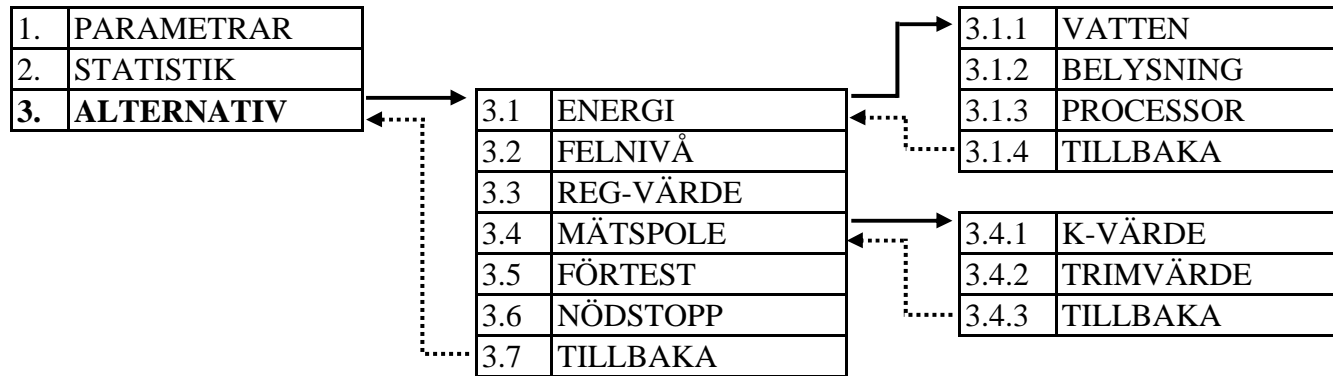 1. PARAMETRAR
2. STATISTIK
3. ALTERNATIV
3.1 ENERGI
3.2 FELNIVÅ
3.3 REG-VÄRDE
3.4 MÄTSPOLE
3.5 FÖRTEST
3.6 NÖDSTOPP
3.7 TILLBAKA
3.1.1 VATTEN
3.1.2 BELYSNING
3.1.3 PROCESSOR
3.1.4 TILLBAKA
3.4.1 K-VÄRDE
3.4.2 TRIMVÄRDE
3.4.3 TILLBAKA